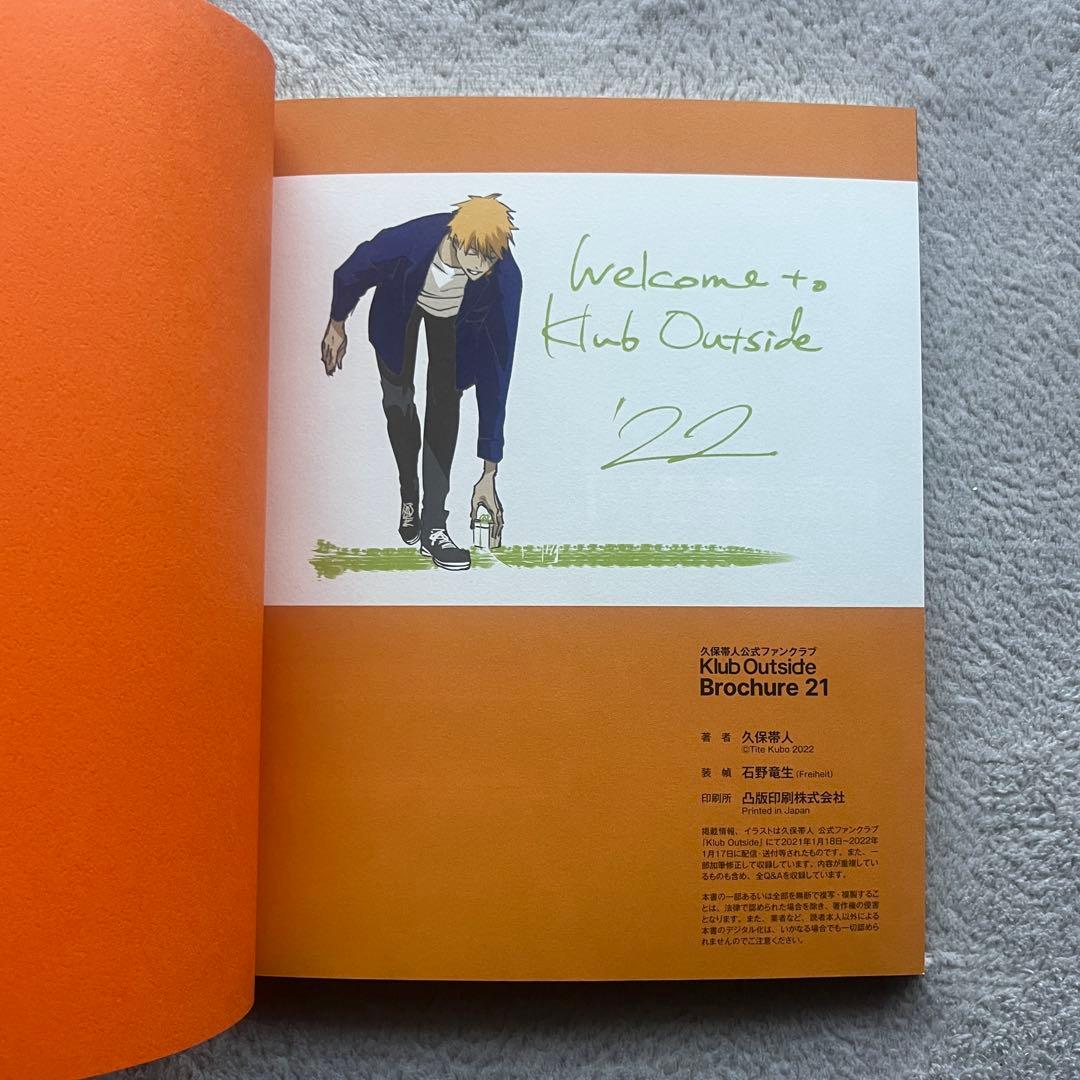 Welcome to
Klub Outside
'22
久保帯人公式ファンクラブ
Klub Outside
Brochure 21
著 者 久保帯人
©Tite Kubo 2022
装 幀 石野竜生(Freiheit)
印刷所 凸版印刷株式会社
Printed in Japan
掲載情報、イラストは久保帯人 公式ファンクラブ
「Klub Outside」にて2021年1月18日〜2022年
1月17日に配信・送付等されたものです。また、一
部加筆修正して収録しています。内容が重複してい
るものも含め、全Q&Aを収録しています。
本書の一部あるいは全部を無断で複写・複製するこ
とは、法律で認められた場合を除き、著作権の侵害
となります。また、業者など、読者本人以外による
本書のデジタル化は、いかなる場合でも一切認めら
れませんのでご注意ください。